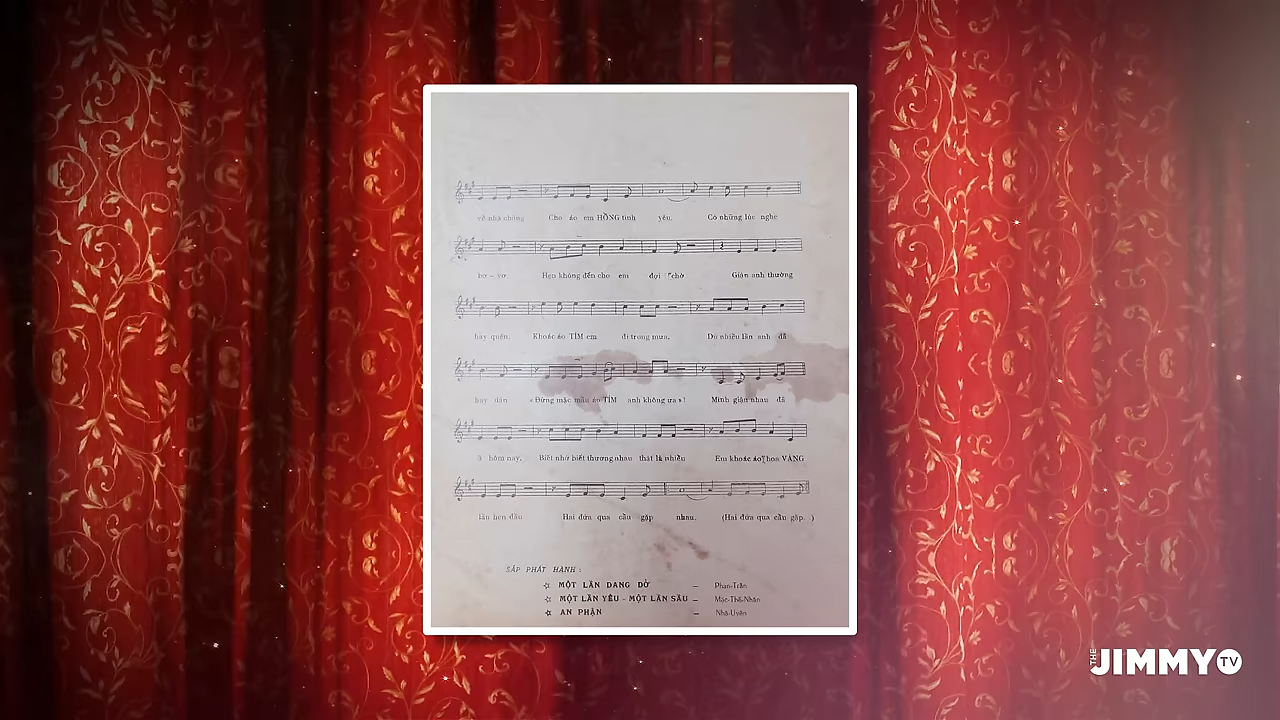 về nhà chồng Cho áo em HỒNG tình yêu. Có những lúc nghe
bơ - vơ. Hẹn không đến cho em đợi chờ Giận anh thường
hay quên. Khoác áo TÍM em đi trong mưa. Dù nhiều lần anh đã
hay dặn « Đừng mặc mầu áo TÍM anh không ưa » ! Mình giận nhau đã
hôm nay. Biết nhớ biết thương nhau thật là nhiều Em khoác áo hoa VÀNG
lần hẹn đầu Hai đứa qua cầu gặp nhau. (Hai đứa qua cầu gặp. )
SẮP PHÁT HÀNH :
☆ MỘT LẦN DANG DỞ — Phan-Trần
☆ MỘT LẦN YÊU - MỘT LẦN SẦU — Mặc-Thế-Nhân
☆ AN PHẬN — Nhã-Uyên
THE JIMMY TV